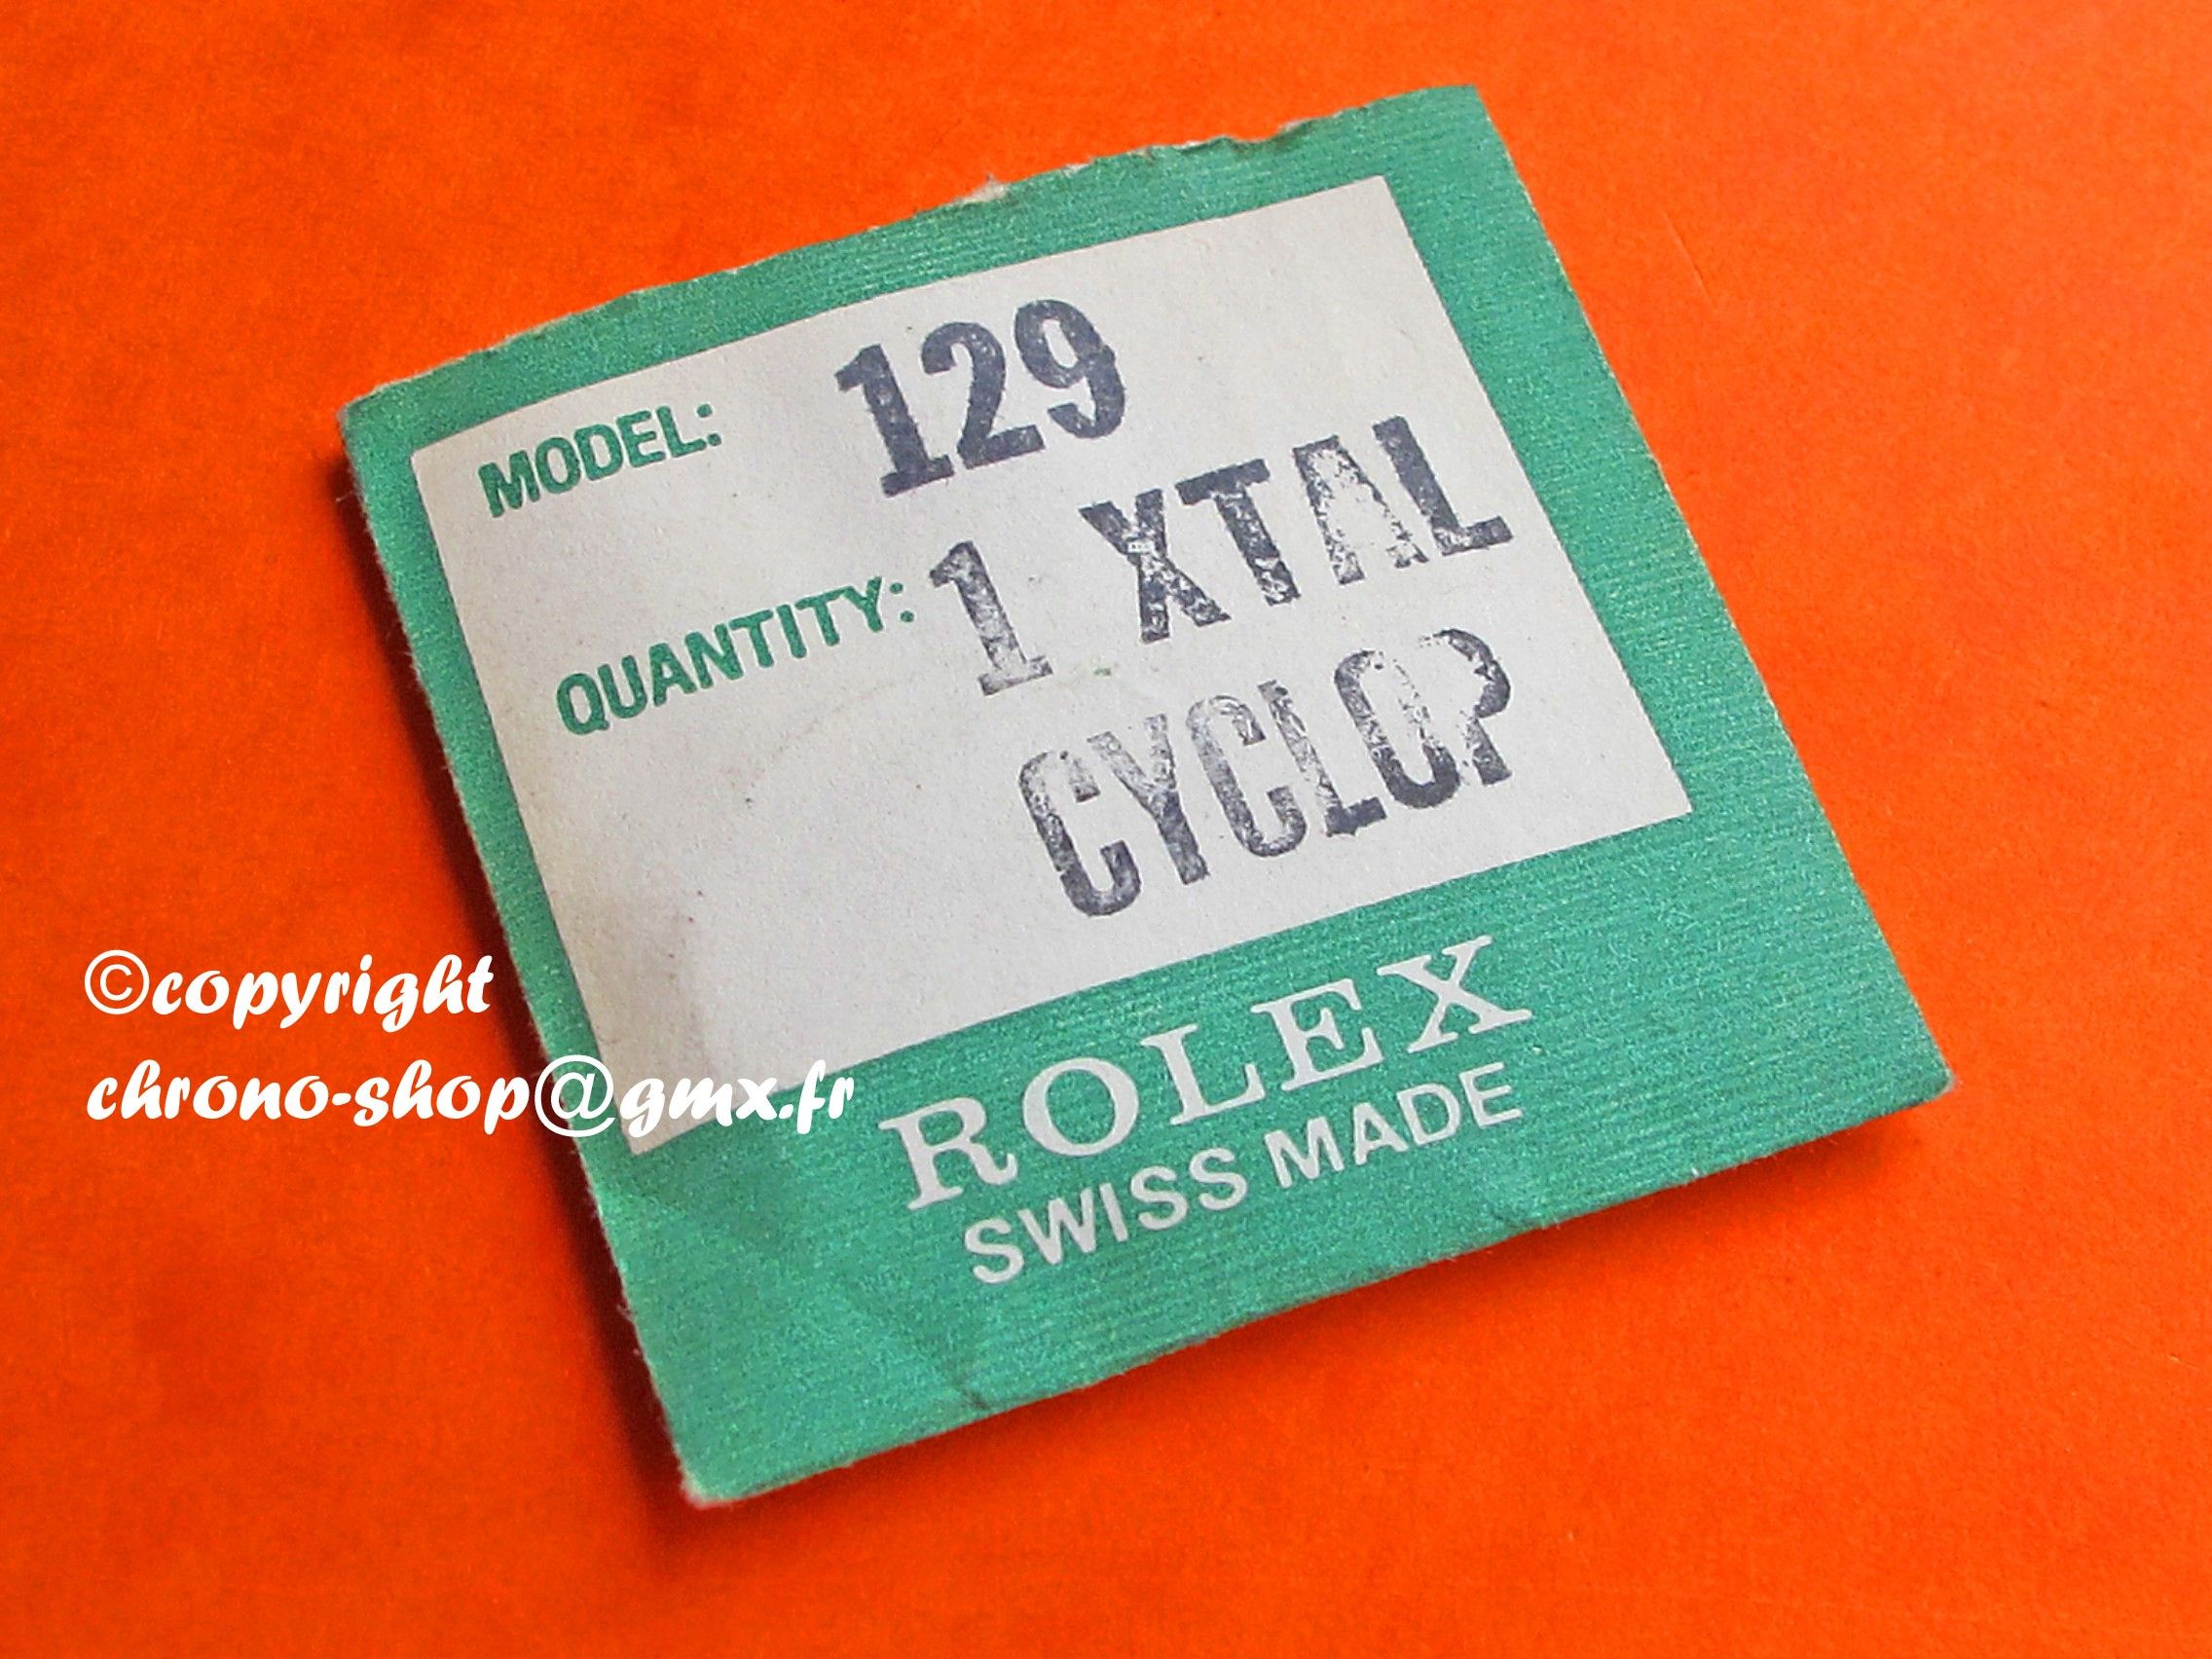 MODEL: 129
QUANTITY: 1 XTAL
CYCLOP
ROLEX
SWISS MADE
©copyright
chrono-shop@gmx.fr